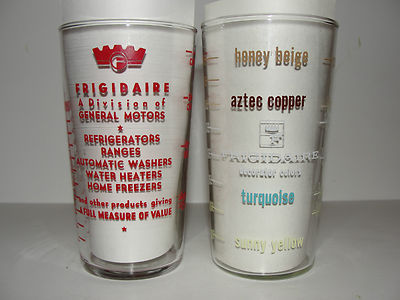 F
FRIGIDAIRE
A Division of
GENERAL MOTORS
REFRIGERATORS
RANGES
AUTOMATIC WASHERS
WATER HEATERS
HOME FREEZERS
and other products giving
A FULL MEASURE OF VALUE
honey beige
aztec copper
FRIGIDAIRE
decorator colors
turquoise
sunny yellow